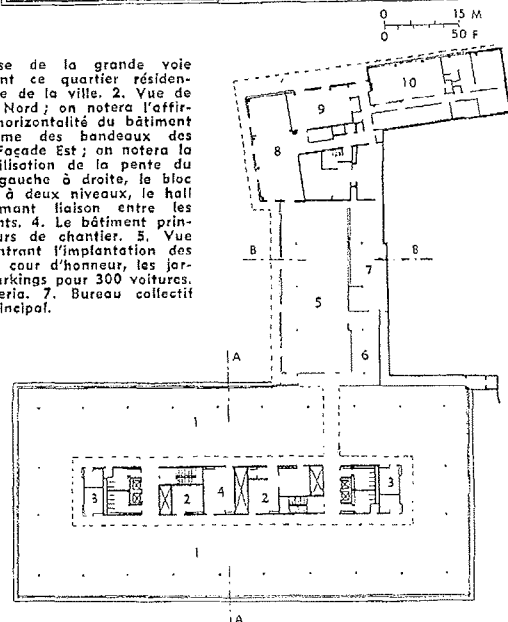 0 15 M
0 50 F
se de la grande voie
nt ce quartier résiden-
e de la ville. 2. Vue de
Nord ; on notera l'affir-
horizontalité du bâtiment
me des bandeaux des
Façade Est ; on notera la
ilisation de la pente du
gauche à droite, le bloc
à deux niveaux, le hall
mant liaison entre les
nts. 4. Le bâtiment prin-
urs de chantier. 5. Vue
ntrant l'implantation des
cour d'honneur, les jar-
arkings pour 300 voitures.
eria. 7. Bureau collectif
incipal.
10
9
8
B B
7
5
6
A
1
3 2 4 2 3
1
A